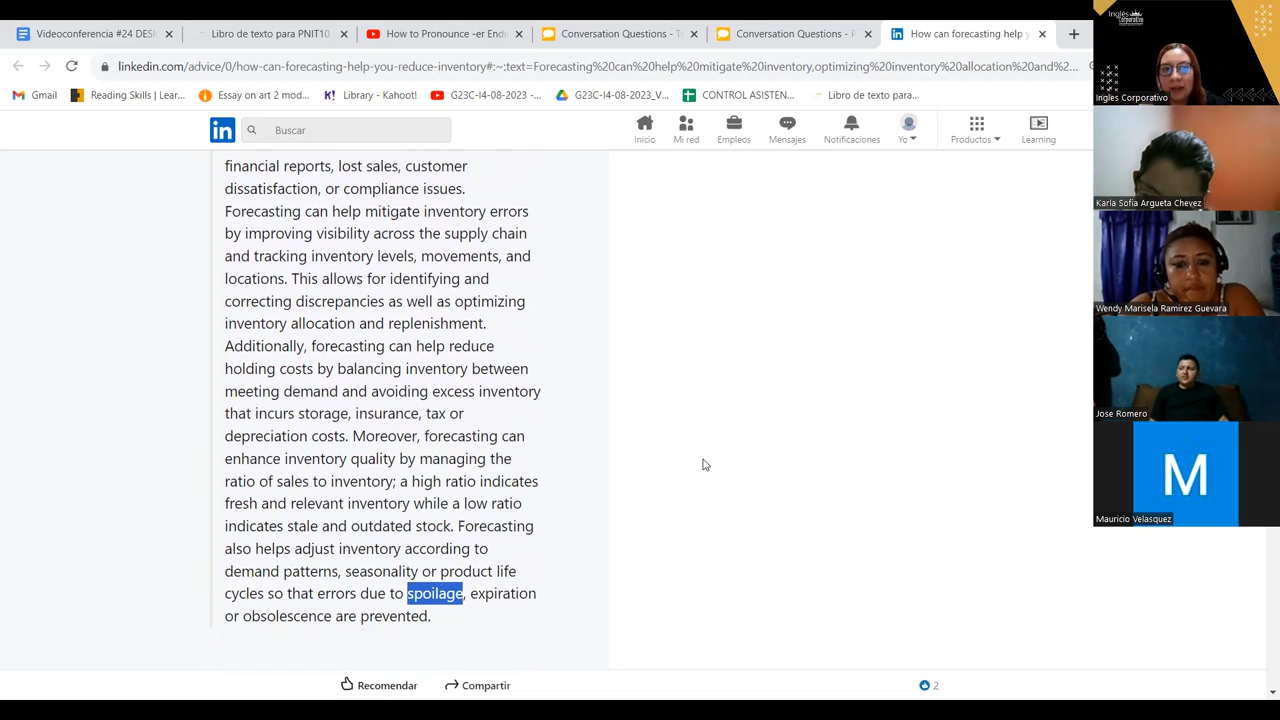 Videoconferencia #24 DESI
Libro de texto para PNIT10
How to Pronounce -er Endi
Conversation Questions - T
Conversation Questions - P
How can forecasting help y
linkedin.com/advice/0/how-can-forecasting-help-you-reduce-inventory#:~:text=Forecasting%20can%20help%20mitigate%20inventory,optimizing%20inventory%20allocation%20and%2...
Gmail
Reading Skills | Lear...
Essay on art 2 mod...
Library - Kano...
G23C-I4-08-2023 -...
G23C-I4-08-2023_V...
CONTROL ASISTEN...
Libro de texto para...
in
Buscar
Inicio
Mi red
Empleos
Mensajes
Notificaciones
Yo
Productos
Learning
financial reports, lost sales, customer
dissatisfaction, or compliance issues.
Forecasting can help mitigate inventory errors
by improving visibility across the supply chain
and tracking inventory levels, movements, and
locations. This allows for identifying and
correcting discrepancies as well as optimizing
inventory allocation and replenishment.
Additionally, forecasting can help reduce
holding costs by balancing inventory between
meeting demand and avoiding excess inventory
that incurs storage, insurance, tax or
depreciation costs. Moreover, forecasting can
enhance inventory quality by managing the
ratio of sales to inventory; a high ratio indicates
fresh and relevant inventory while a low ratio
indicates stale and outdated stock. Forecasting
also helps adjust inventory according to
demand patterns, seasonality or product life
cycles so that errors due to spoilage, expiration
or obsolescence are prevented.
Recomendar
Compartir
2
Inglés
Corporativo
Ingles Corporativo
Karla Sofía Argueta Chevez
Wendy Marisela Ramirez Guevara
Jose Romero
M
Mauricio Velasquez